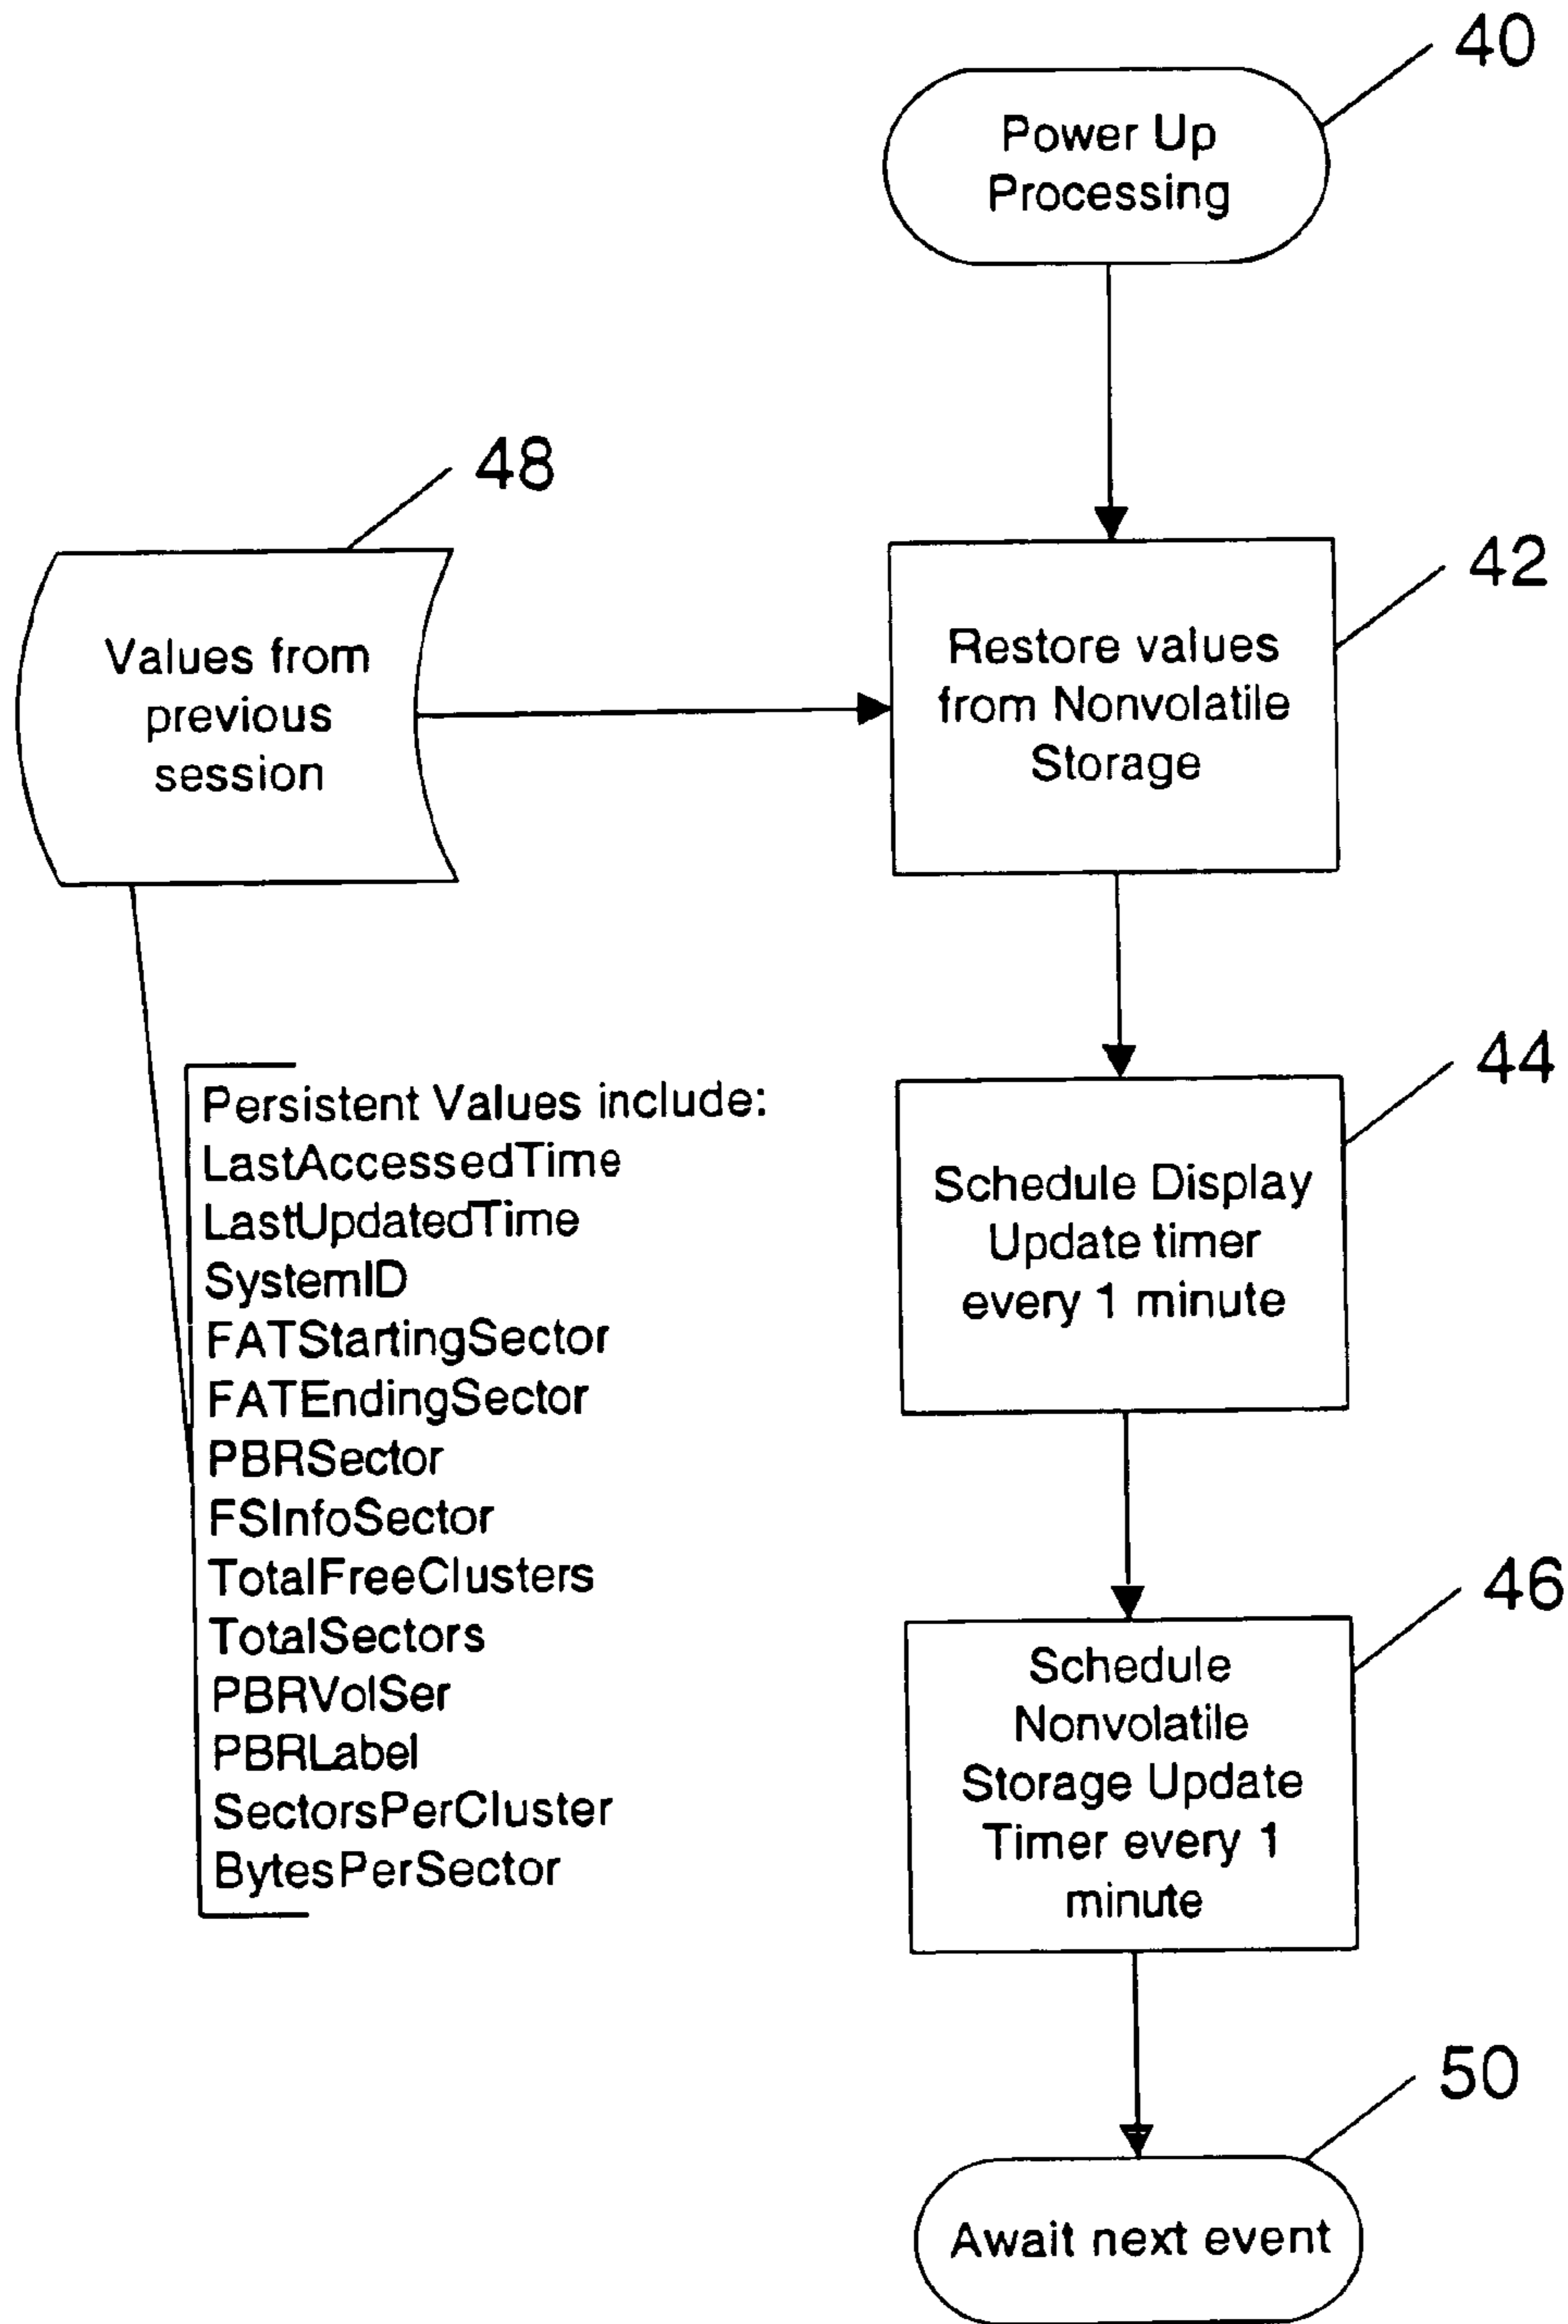 40
Power Up
Processing
48
Values from
previous
session
42
Restore values
from Nonvolatile
Storage
44
Schedule Display
Update timer
every 1 minute
Persistent Values include:
LastAccessedTime
LastUpdatedTime
SystemID
FATStartingSector
FATEndingSector
PBRSector
FSInfoSector
TotalFreeClusters
TotalSectors
PBRVolSer
PBRLabel
SectorsPerCluster
BytesPerSector
46
Schedule
Nonvolatile
Storage Update
Timer every 1
minute
50
Await next event